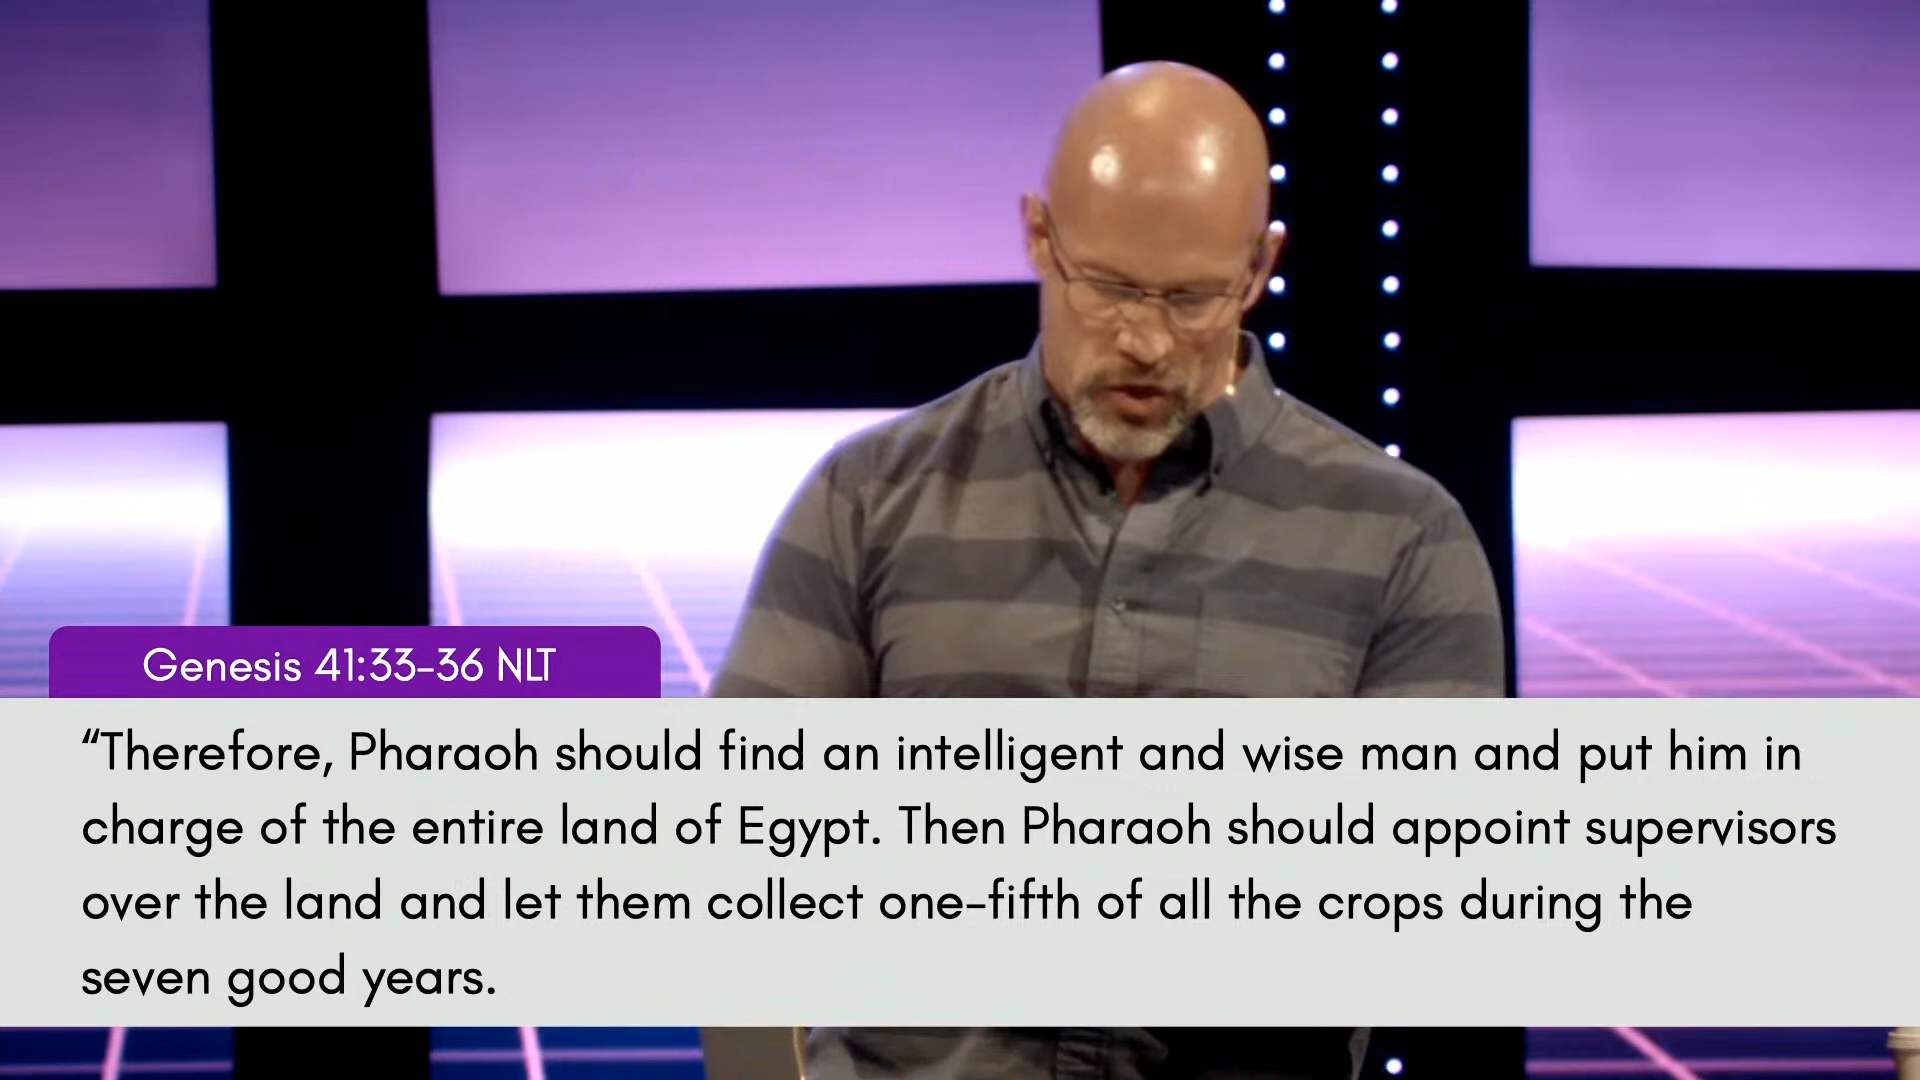 Genesis 41:33-36 NLT
“Therefore, Pharaoh should find an intelligent and wise man and put him in
charge of the entire land of Egypt. Then Pharaoh should appoint supervisors
over the land and let them collect one-fifth of all the crops during the
seven good years.